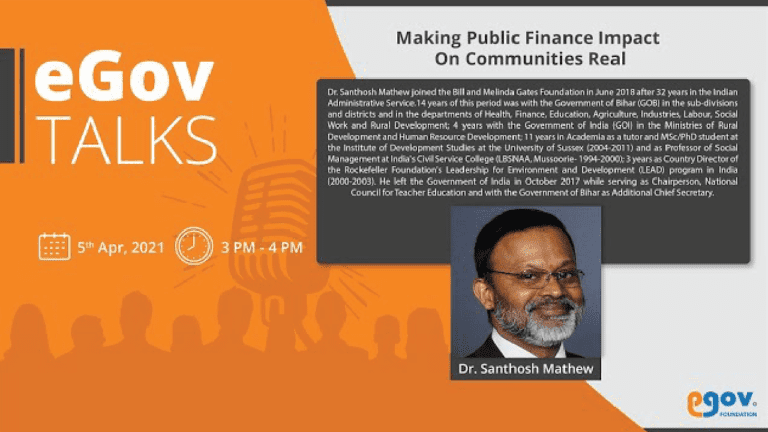 eGov
TALKS
5th Apr, 2021
3 PM - 4 PM
Making Public Finance Impact
On Communities Real
Dr. Santhosh Mathew joined the Bill and Melinda Gates Foundation in June 2018 after 32 years in the Indian
Administrative Service.14 years of this period was with the Government of Bihar (GOB) in the sub-divisions
and districts and in the departments of Health, Finance, Education, Agriculture, Industries, Labour, Social
Work and Rural Development; 4 years with the Government of India (GOI) in the Ministries of Rural
Development and Human Resource Development; 11 years in Academia as a tutor and MSc/PhD student at
the Institute of Development Studies at the University of Sussex (2004-2011) and as Professor of Social
Management at India's Civil Service College (LBSNAA, Mussoorie- 1994-2000); 3 years as Country Director of
the Rockefeller Foundation's Leadership for Environment and Development (LEAD) program in India
(2000-2003). He left the Government of India in October 2017 while serving as Chairperson, National
Council for Teacher Education and with the Government of Bihar as Additional Chief Secretary.
Dr. Santhosh Mathew
egov
FOUNDATION